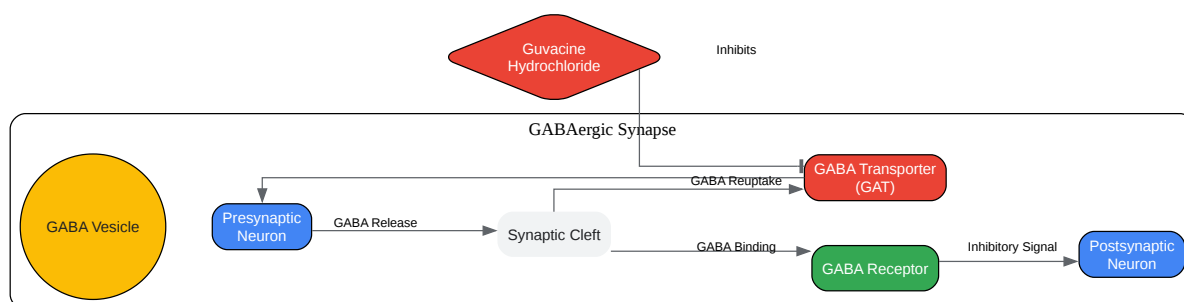 Guvacine
Hydrochloride
Inhibits
GABAergic Synapse
GABA Transporter
(GAT)
GABA Reuptake
GABA Vesicle
Presynaptic
Neuron
GABA Release
Synaptic Cleft
GABA Binding
GABA Receptor
Inhibitory Signal
Postsynaptic
Neuron